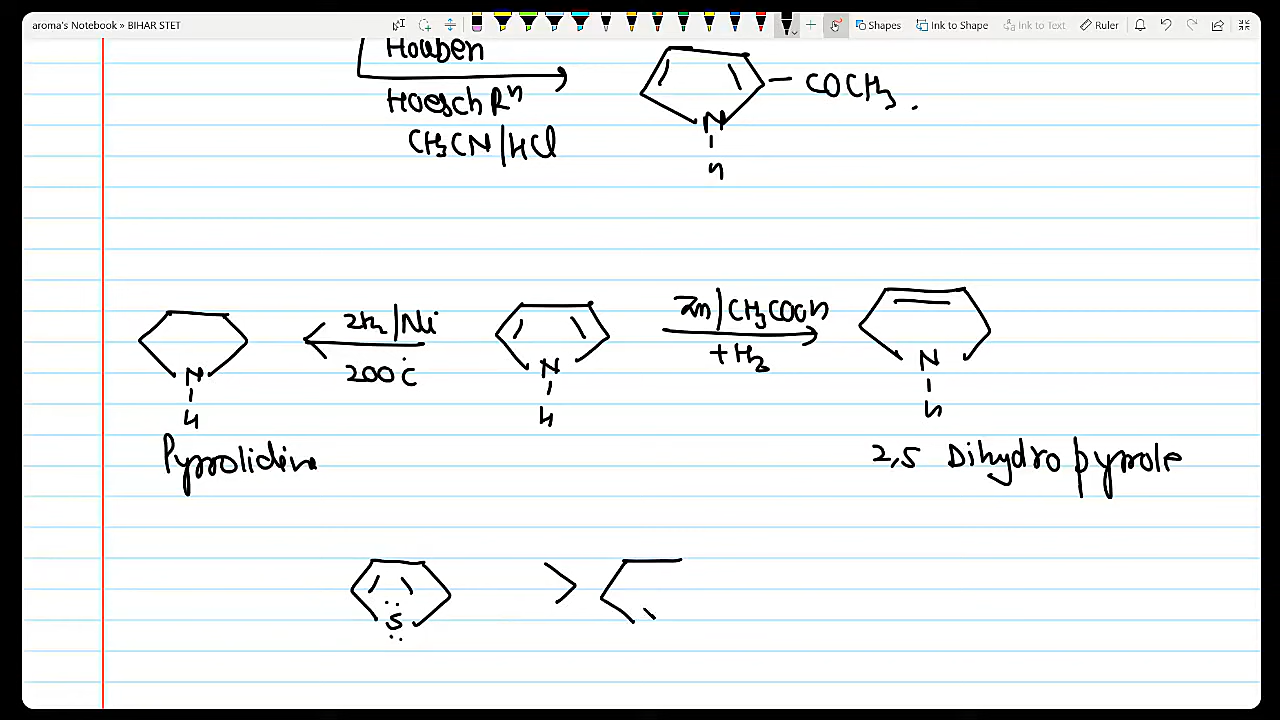 aroma's Notebook » BIHAR STET
Shapes
Ink to Shape
Ink to Text
Ruler
Houben
Hoesch Rⁿ
CH₃CN/HCl
COCH₃.
N
H
2H₂/Ni
200°C
Zn/CH₃COOH
+H₂
N
H
N
H
N
H
Pyrrolidine
2,5 Dihydro pyrrole
S
>